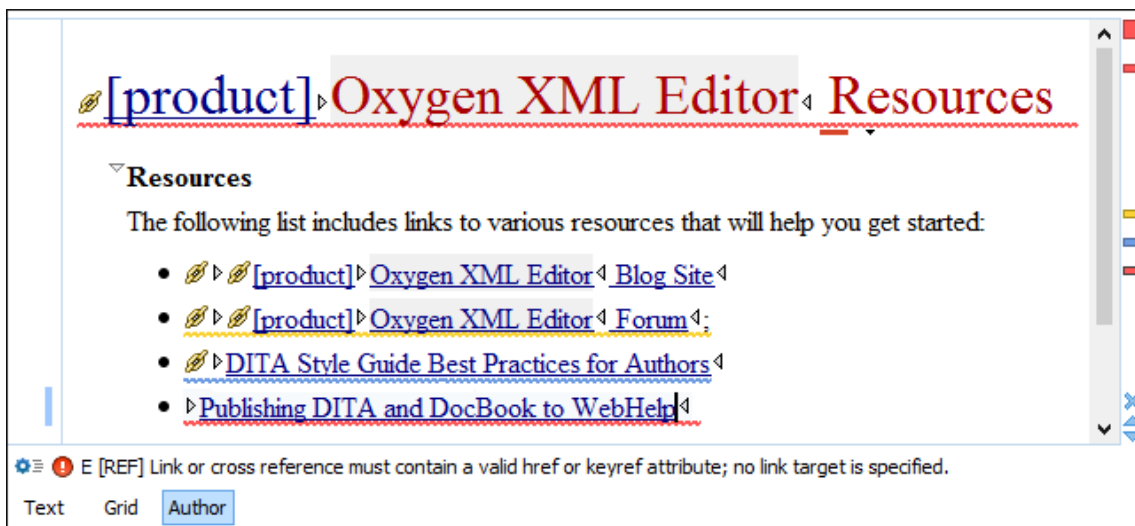 [product] Oxygen XML Editor Resources
Resources
The following list includes links to various resources that will help you get started:
• [product] Oxygen XML Editor Blog Site
• [product] Oxygen XML Editor Forum ;
• DITA Style Guide Best Practices for Authors
• Publishing DITA and DocBook to WebHelp
E [REF] Link or cross reference must contain a valid href or keyref attribute; no link target is specified.
Text Grid Author